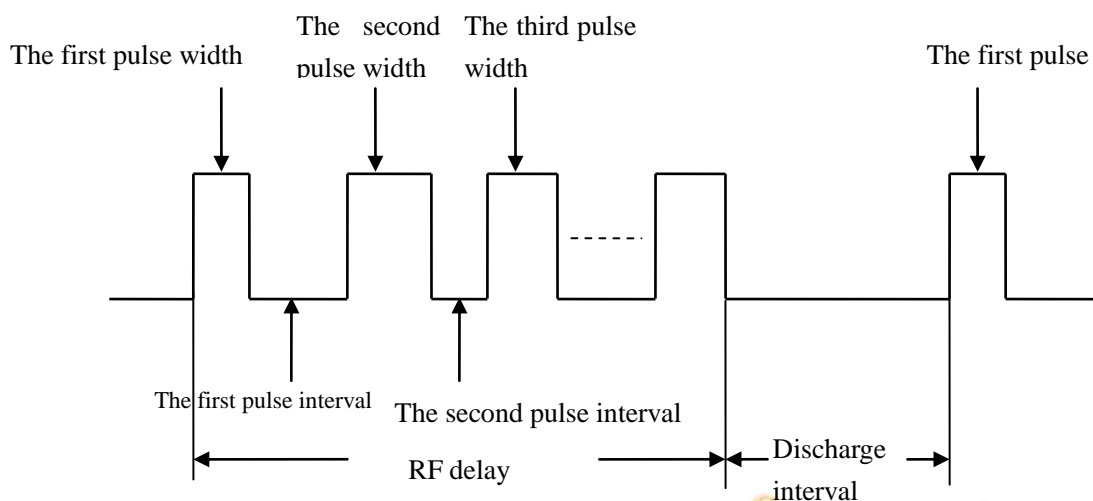 The first pulse width
The second
pulse width
The third pulse
width
The first pulse
The first pulse interval
The second pulse interval
RF delay
Discharge
interval